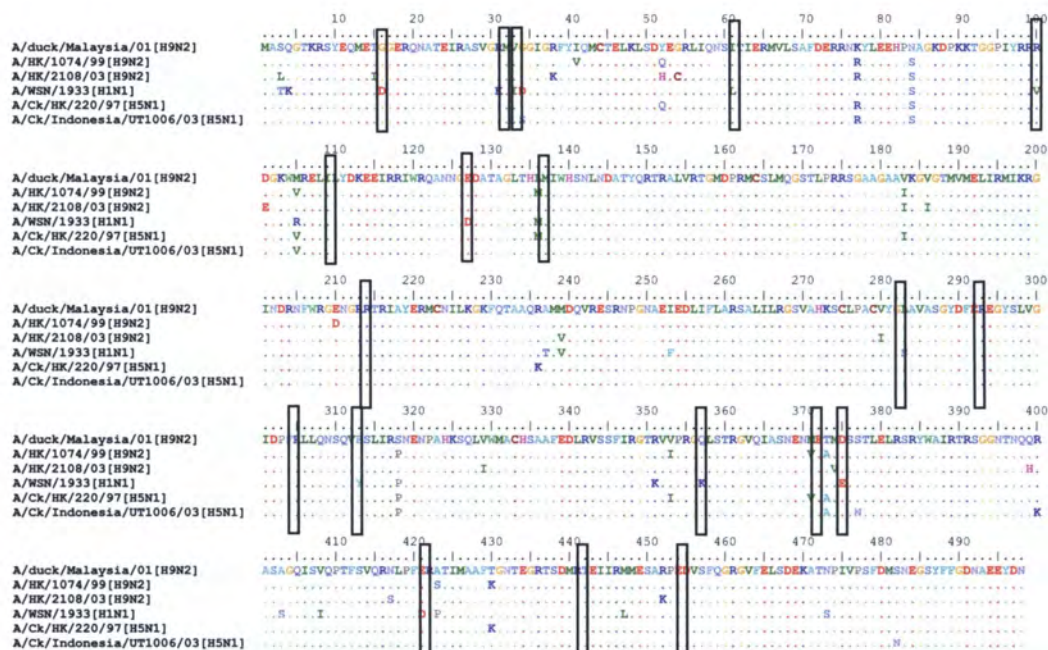 10 20 30 40 50 60 70 80 90 100
A/duck/Malaysia/01[H9N2] MASQGTKRSYEQMETGGERQNATEIRASVGRMVGGIGRFYIQMCTELKLSDYEGRLIQNSITIERMVLSAFDERRNKYLEEHPNAGKDPKKTGGPIYRRR
A/HK/1074/99[H9N2] V Q R S
A/HK/2108/03[H9N2] L I K H C
A/WSN/1933[H1N1] T K D K I D L V
A/Ck/HK/220/97[H5N1] Q R S
A/Ck/Indonesia/UT1006/03[H5N1] S R S
110 120 130 140 150 160 170 180 190 200
A/duck/Malaysia/01[H9N2] DGKWMRELILYDKEEIRRIWRQANNGEDATAGLTHLMIWHSNLNDATYQRTRALVRTGMDPRMCSLMQGSTLPRRSGAAGAAVKGVGTMVMELIRMIKRG
A/HK/1074/99[H9N2] V M I
A/HK/2108/03[H9N2] E I I
A/WSN/1933[H1N1] R D M
A/Ck/HK/220/97[H5N1] V M I
A/Ck/Indonesia/UT1006/03[H5N1] V
210 220 230 240 250 260 270 280 290 300
A/duck/Malaysia/01[H9N2] INDRNFWRGENGRRTRIAYERMCNILKGKFQTAAQRAMMDQVRESRNPGNAEIEDLIFLARSALILRGSVAHKSCLPACVYGLAVASGYDFEREGYSLVG
A/HK/1074/99[H9N2] D
A/HK/2108/03[H9N2] V I
A/WSN/1933[H1N1] T V F S
A/Ck/HK/220/97[H5N1] K
A/Ck/Indonesia/UT1006/03[H5N1]
310 320 330 340 350 360 370 380 390 400
A/duck/Malaysia/01[H9N2] IDPFRLLQNSQVFSLIRSNENPAHKSQLVWMACHSAAFEDLRVSSFIRGTRVVPRGQLSTRGVQIASNENMETMDSSTLELRSRYWAIRTRSGGNTNQQR
A/HK/1074/99[H9N2] P I V A
A/HK/2108/03[H9N2] I V H
A/WSN/1933[H1N1] Y P K K E
A/Ck/HK/220/97[H5N1] P I V A
A/Ck/Indonesia/UT1006/03[H5N1] P A N K
410 420 430 440 450 460 470 480 490
A/duck/Malaysia/01[H9N2] ASAGQISVQPTFSVQRNLPFERATIMAAFTGNTEGRTSDMRTEIIRMMESARPEDVSFQGRGVFELSDEKATNPIVPSFDMSNEGSYFFGDNAEEYDN
A/HK/1074/99[H9N2] S K
A/HK/2108/03[H9N2] S K
A/WSN/1933[H1N1] S I D P L S
A/Ck/HK/220/97[H5N1] K
A/Ck/Indonesia/UT1006/03[H5N1] N